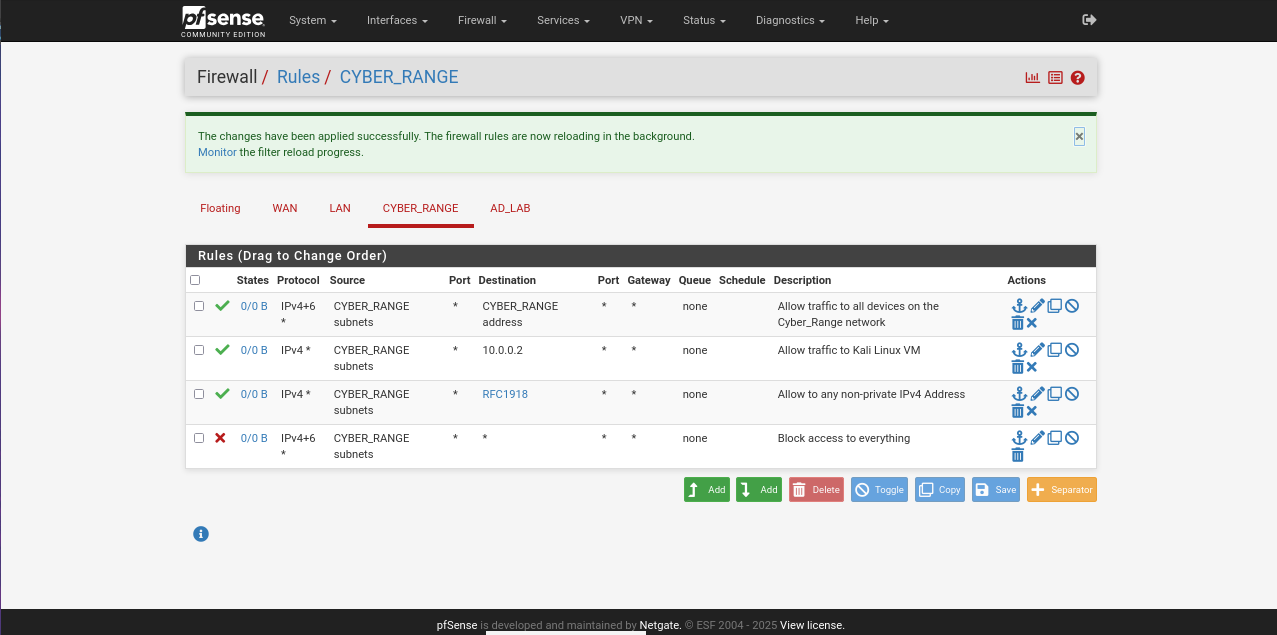 pfsense
COMMUNITY EDITION
System Interfaces Firewall Services VPN Status Diagnostics Help
Firewall / Rules / CYBER_RANGE
The changes have been applied successfully. The firewall rules are now reloading in the background.
Monitor the filter reload progress.
×
Floating WAN LAN CYBER_RANGE AD_LAB
Rules (Drag to Change Order)
States Protocol Source Port Destination Port Gateway Queue Schedule Description Actions
0/0 B IPv4+6 CYBER_RANGE * CYBER_RANGE * * none Allow traffic to all devices on the
* subnets address Cyber_Range network
0/0 B IPv4 * CYBER_RANGE * 10.0.0.2 * * none Allow traffic to Kali Linux VM
subnets
0/0 B IPv4 * CYBER_RANGE * RFC1918 * * none Allow to any non-private IPv4 Address
subnets
0/0 B IPv4+6 CYBER_RANGE * * * * none Block access to everything
* subnets
Add Add Delete Toggle Copy Save Separator
pfSense is developed and maintained by Netgate. © ESF 2004 - 2025 View license.